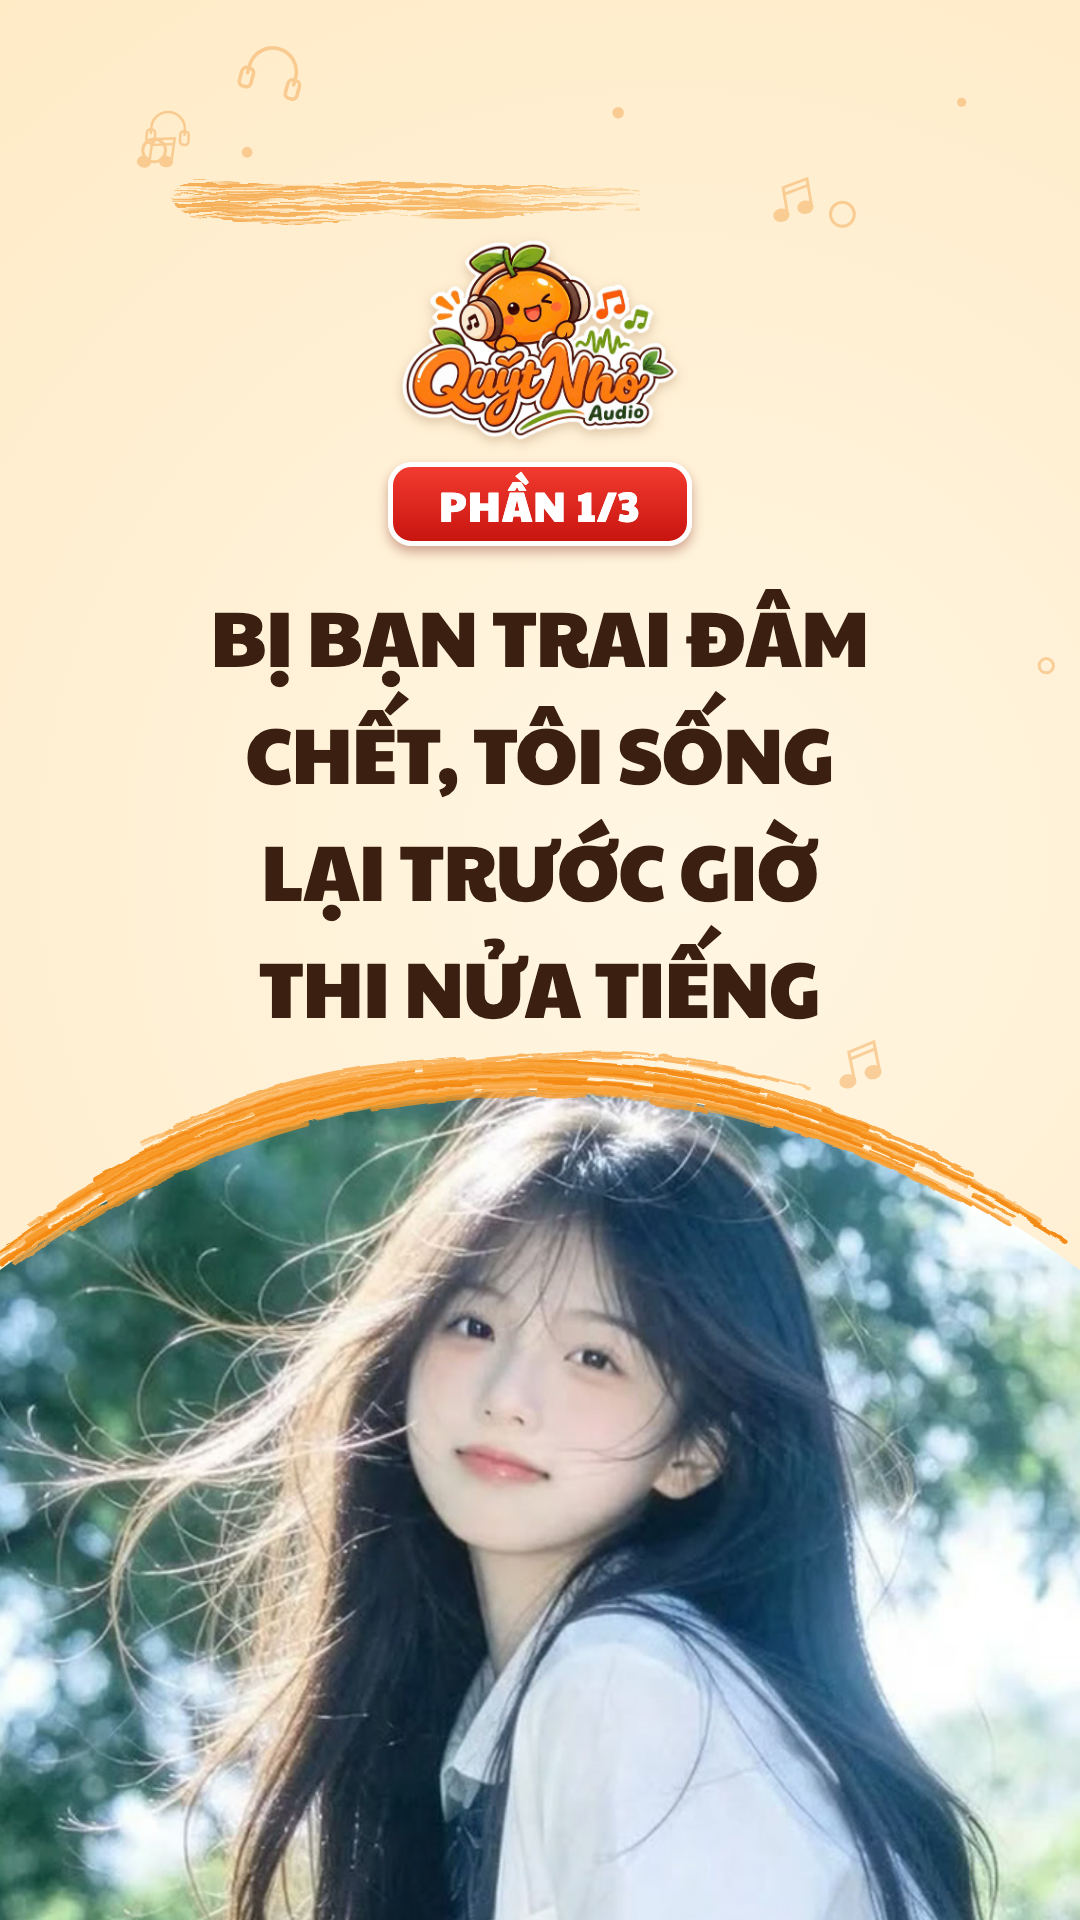 Quýt Nhỏ
Audio
PHẦN 1/3
BỊ BẠN TRAI ĐÂM
CHẾT, TÔI SỐNG
LẠI TRƯỚC GIỜ
THI NỬA TIẾNG